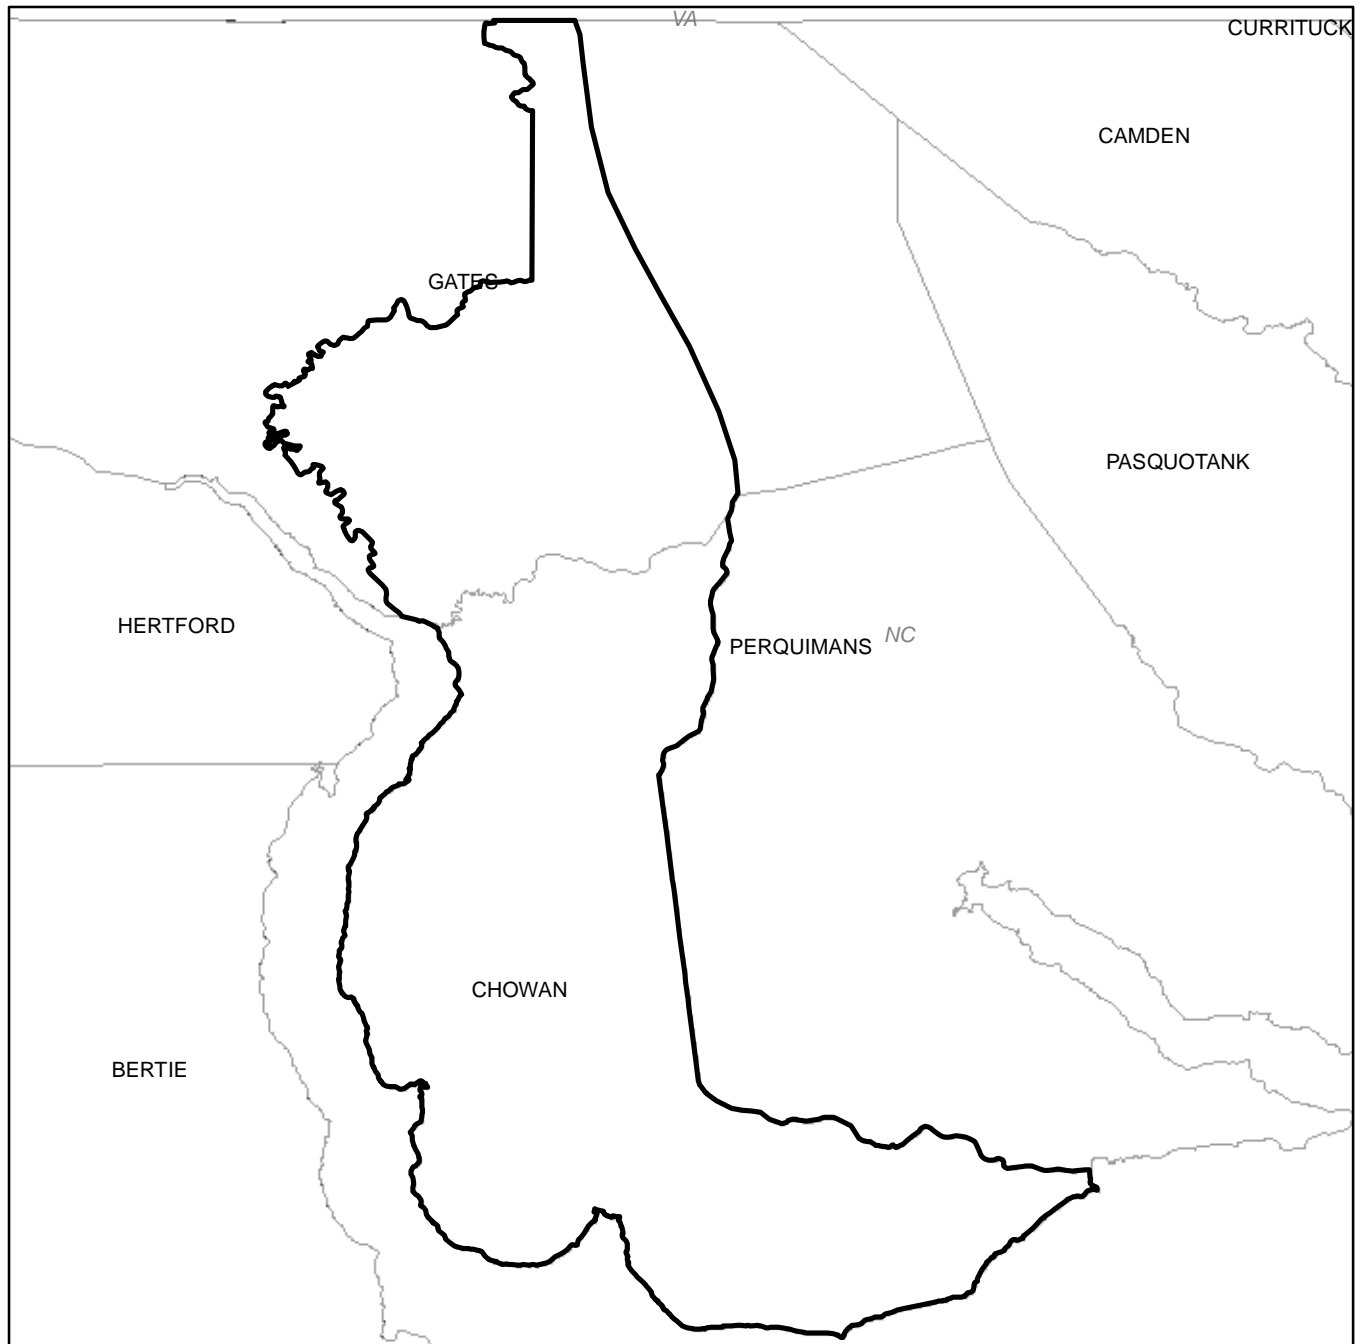 VA
CURRITUCK
CAMDEN
GATES
PASQUOTANK
HERTFORD
PERQUIMANS
NC
CHOWAN
BERTIE